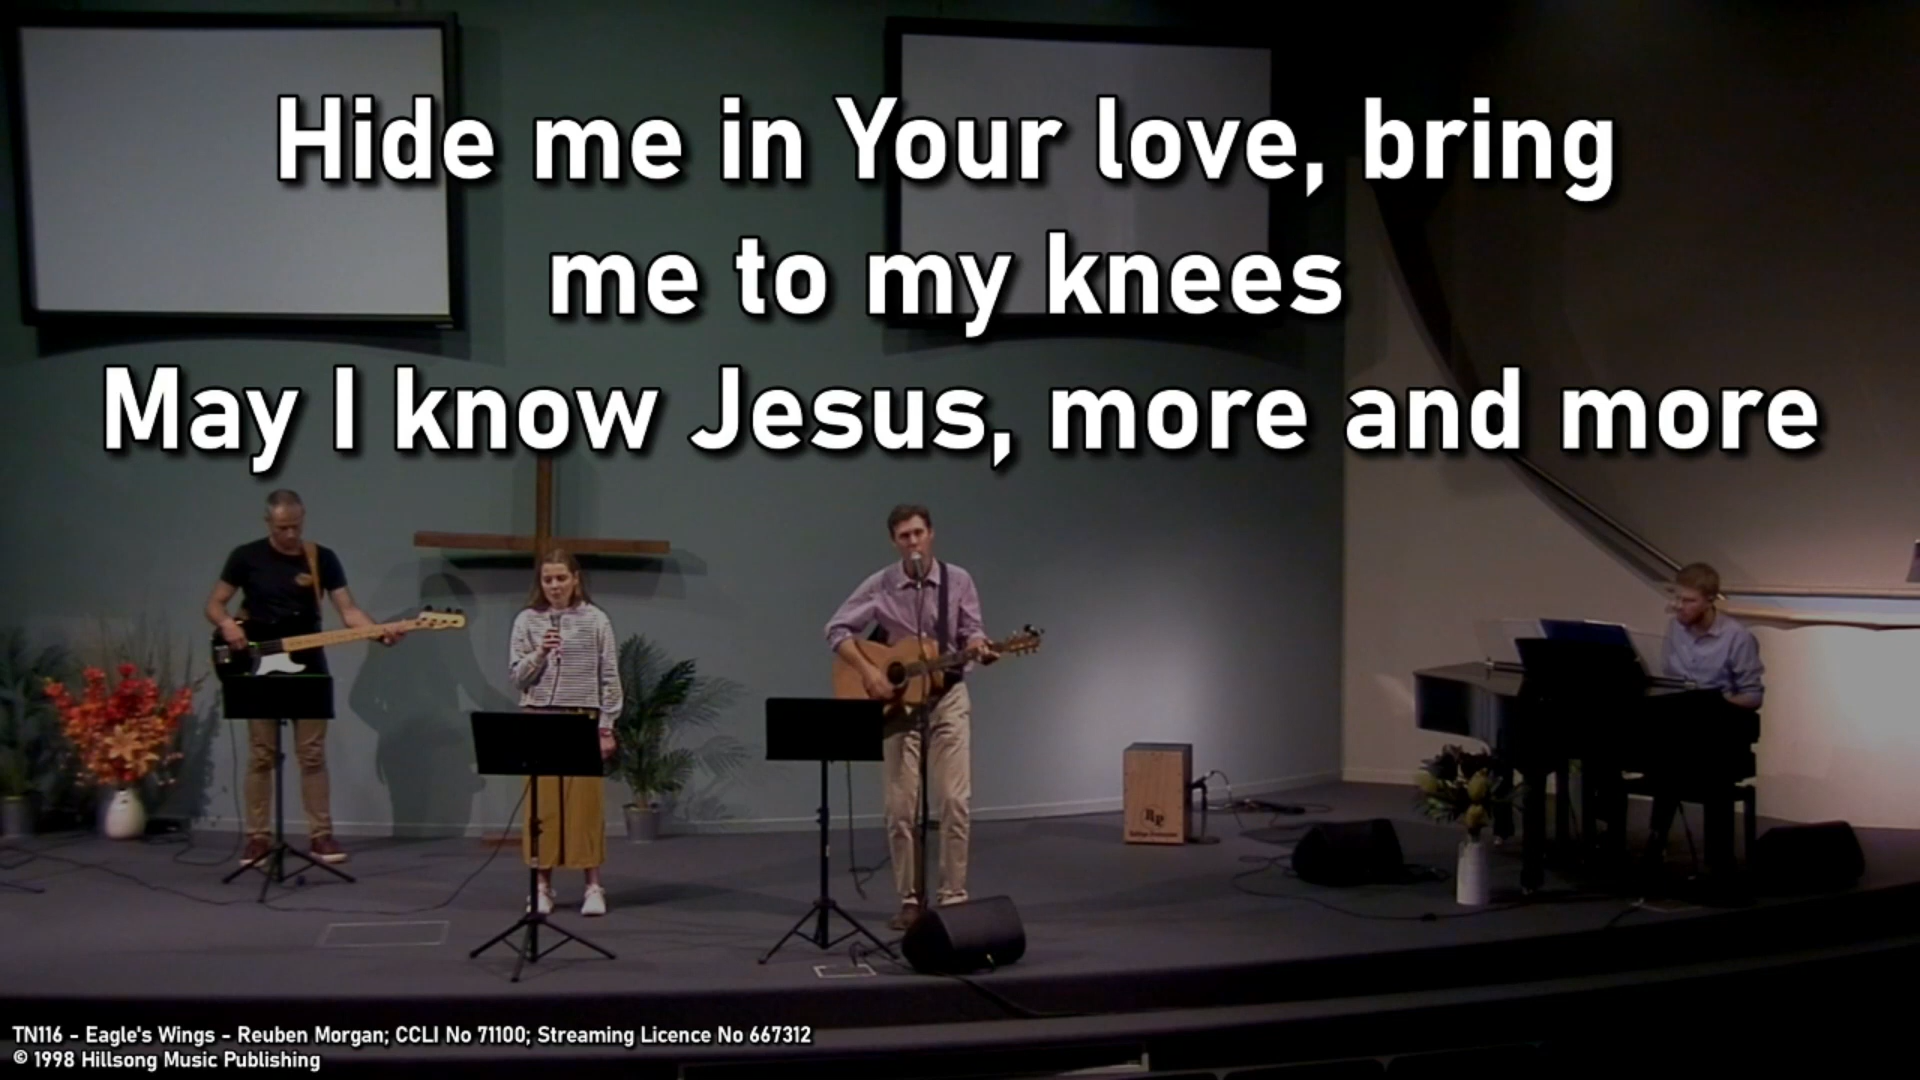 Hide me in Your love, bring
me to my knees
May I know Jesus, more and more
TN116 - Eagle's Wings - Reuben Morgan; CCLI No 71100; Streaming Licence No 667312
© 1998 Hillsong Music Publishing